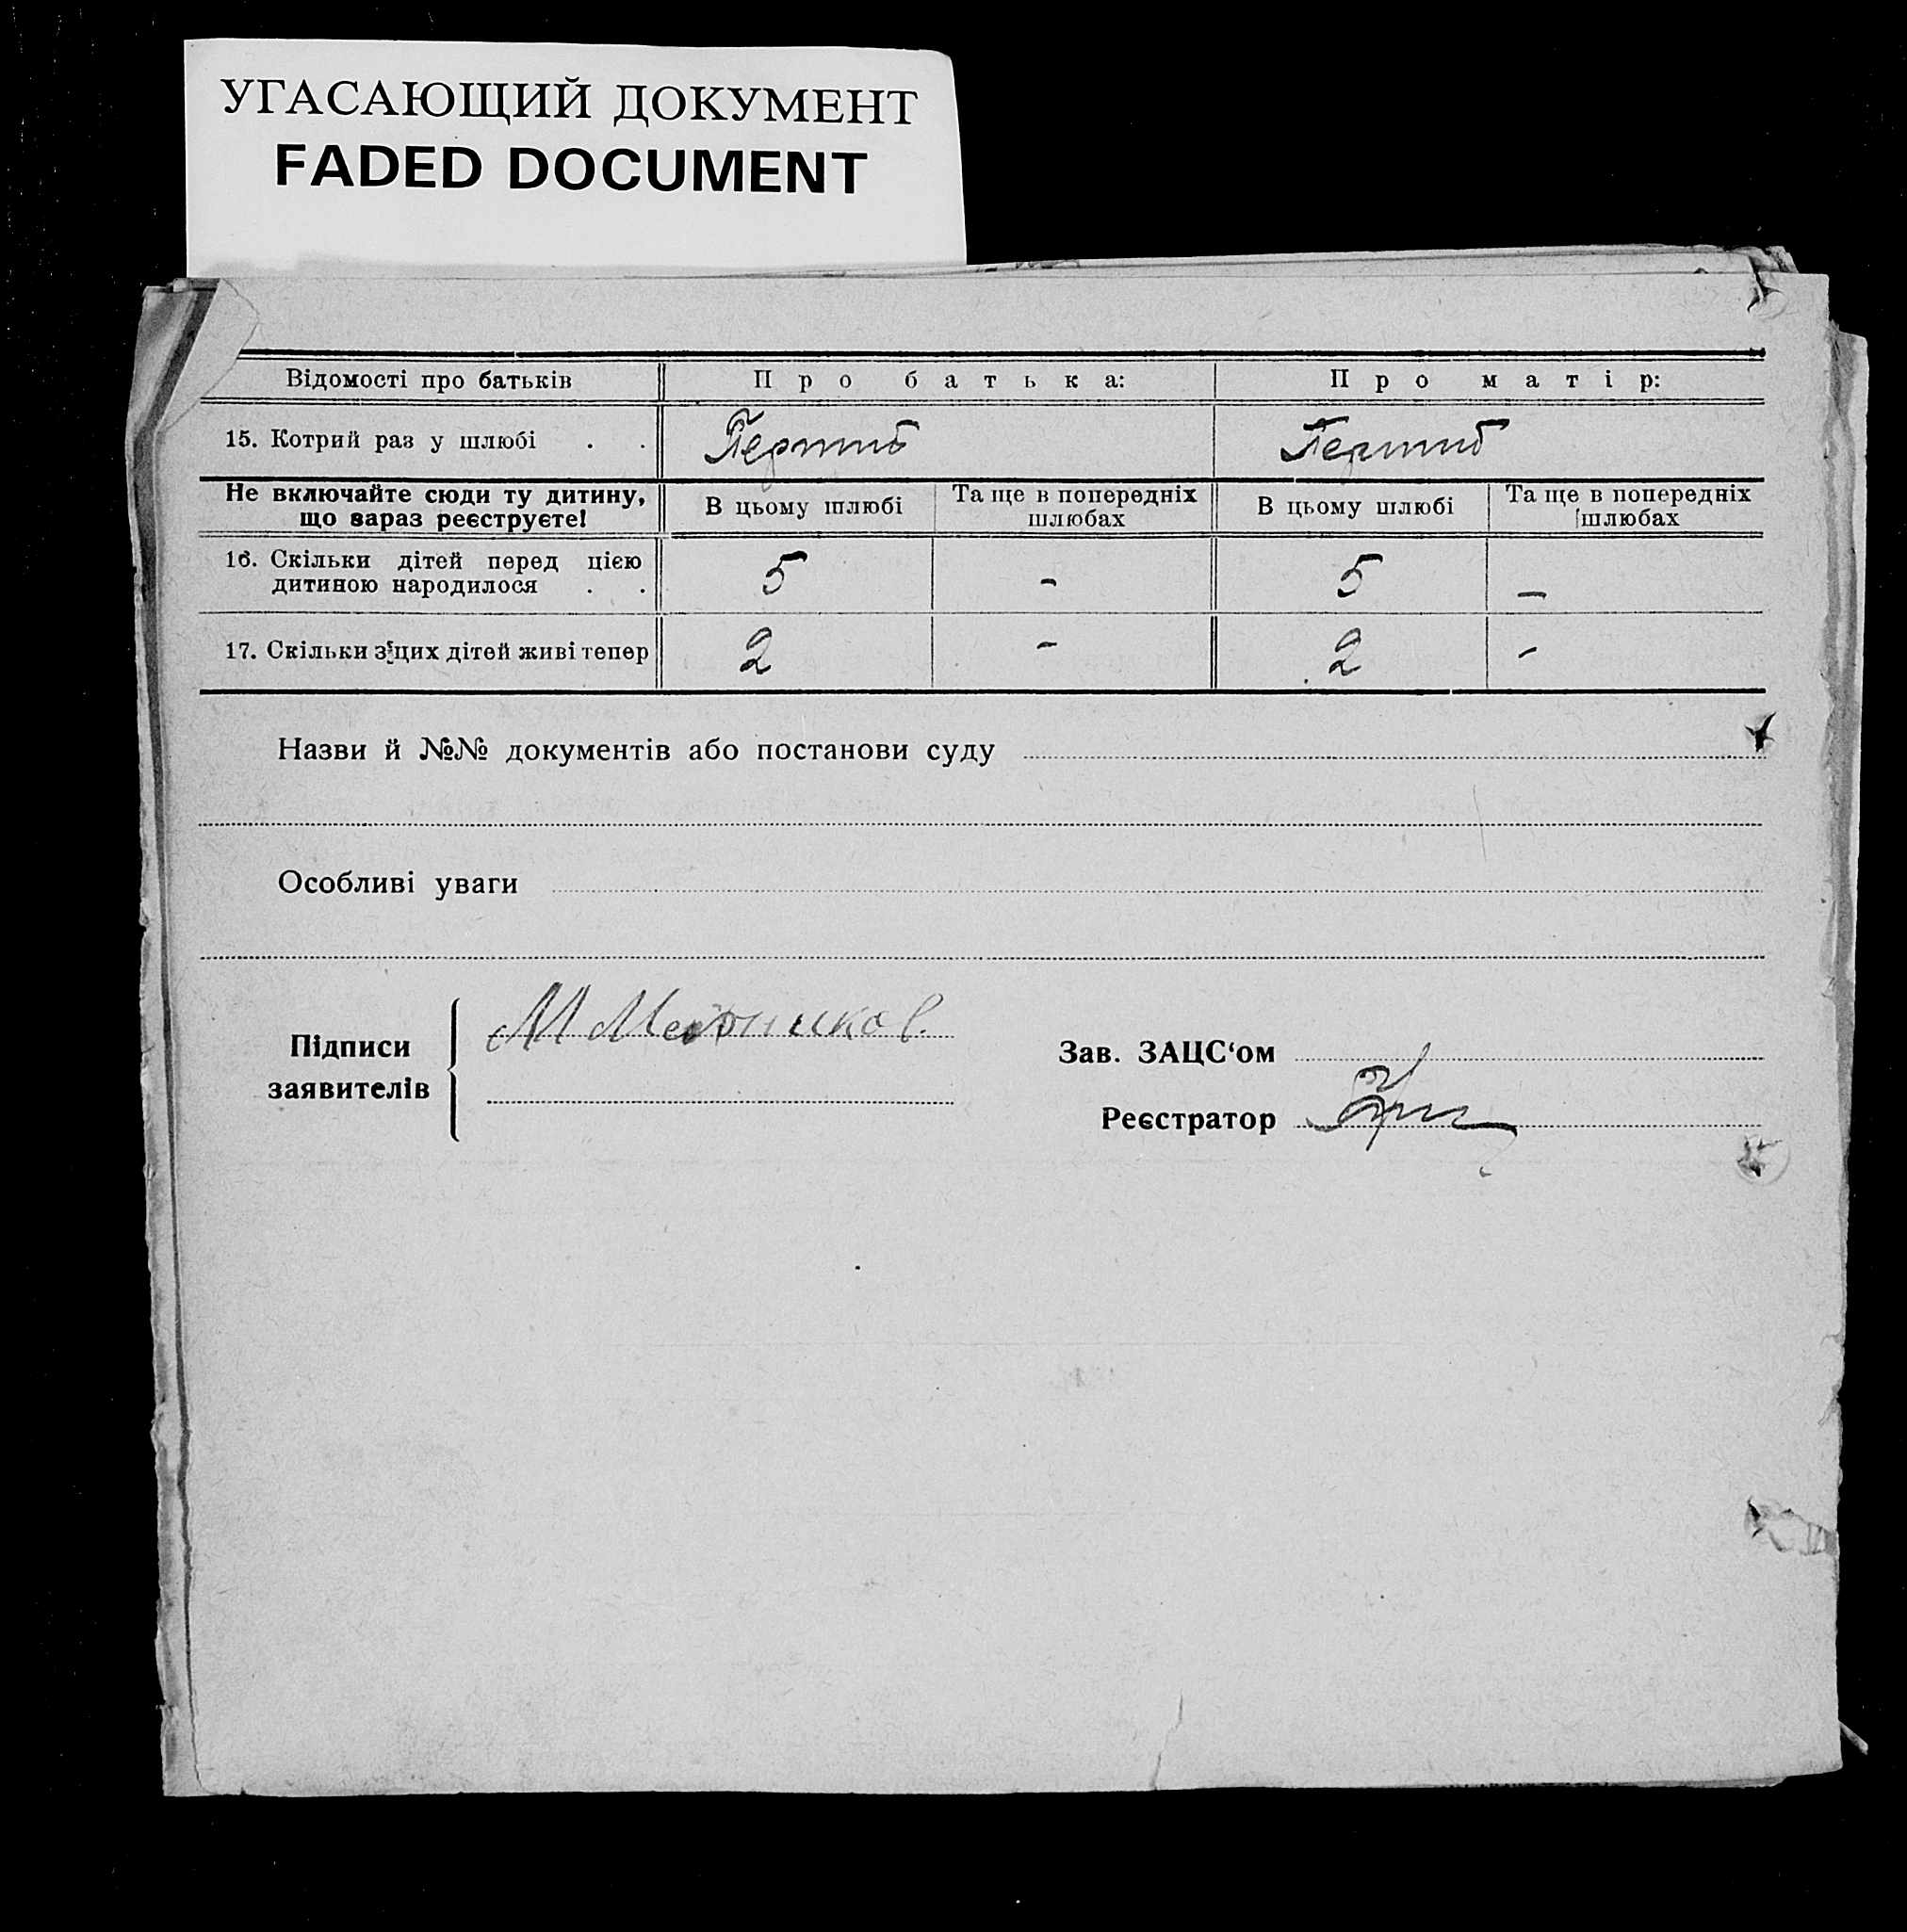 УГАСАЮЩИЙ ДОКУМЕНТ
FADED DOCUMENT
Відомості про батьків Про батька: Про матір:
15. Котрий раз у шлюбі . .
Не включайте сюди ту дитину, що зараз реєструєте! В цьому шлюбі Та ще в попередніх шлюбах В цьому шлюбі Та ще в попередніх шлюбах
16. Скільки дітей перед цією дитиною народилося . . 5 - 5 -
17. Скільки з цих дітей живі тепер 2 - 2 -
Назви й №№ документів або постанови суду
Особливі уваги
Підписи заявителів
Зав. ЗАЦС‘ом
Реєстратор